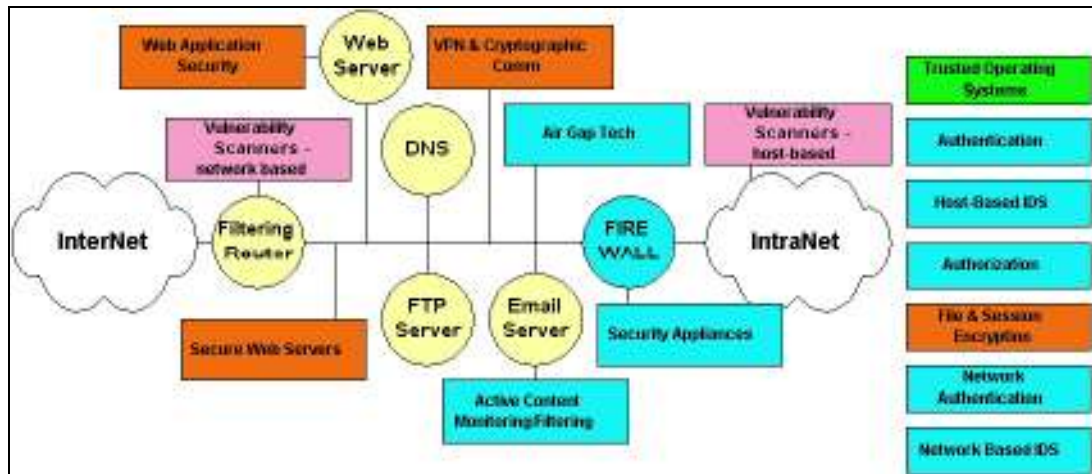 Web Application
Security
Web
Server
VPN & Cryptographic
Comm
Trusted Operating
Systems
Vulnerability
Scanners -
network based
DNS
Air Gap Tech
Vulnerability
Scanners -
host-based
Authentication
Host-Based IDS
InterNet
Filtering
Router
FIRE
WALL
IntraNet
Authorization
FTP
Server
Email
Server
Secure Web Servers
Security Appliances
File & Session
Encryption
Active Content
Monitoring/Filtering
Network
Authentication
Network Based IDS